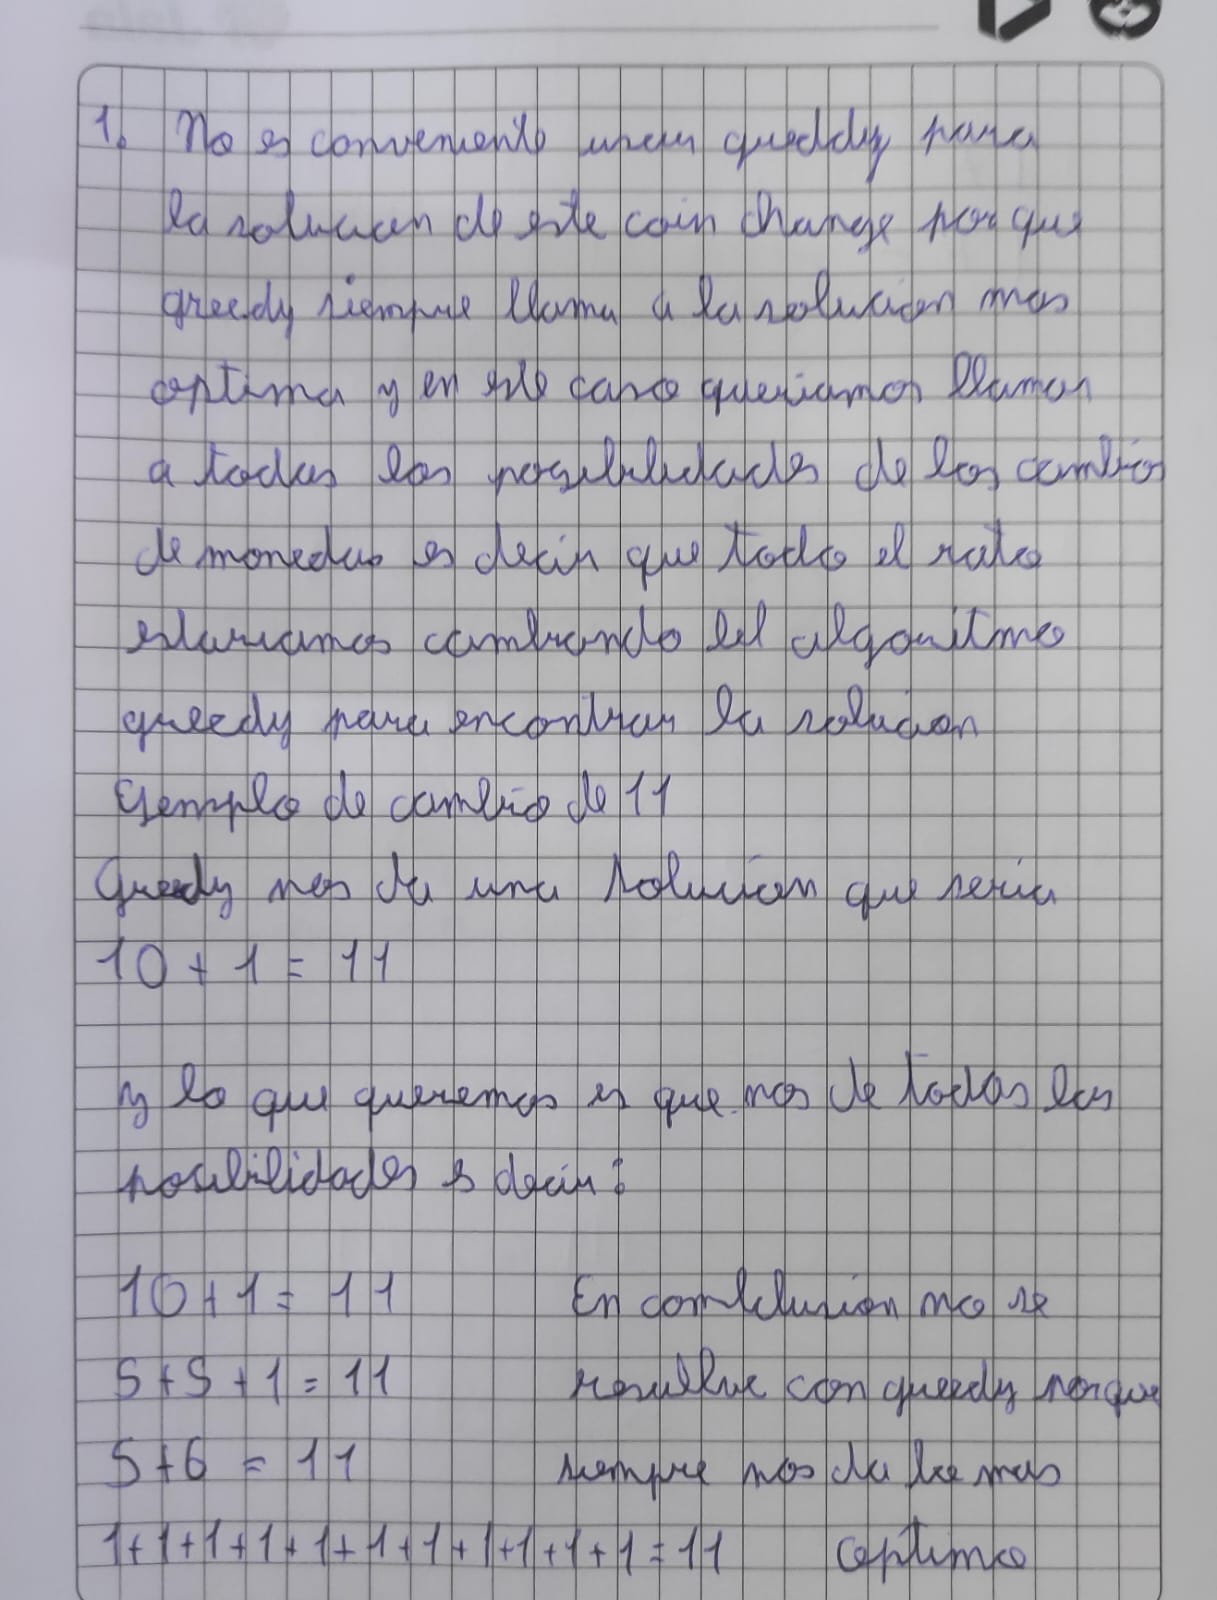 1. No es conveniente usar gueddy para
la solucion de este coin change porque
greedy siempre llama a la solucion mas
optima y en este caso queriamos llamar
a todas las posibilidades de los cambios
de monedas es decir que todo el rato
estariamos cambiando el algoritmo
greedy para encontrar la solucion
Ejemplo de cambio de 11
Greedy nos da una solucion que seria
10 + 1 = 11
y lo que queremos es que nos de todas las
posibilidades es decir:
10 + 1 = 11
5 + 5 + 1 = 11
5 + 6 = 11
1+1+1+1+1+1+1+1+1+1+1=11
En conclusion no se
resuelve con greedy porque
siempre nos da lo mas
optimo